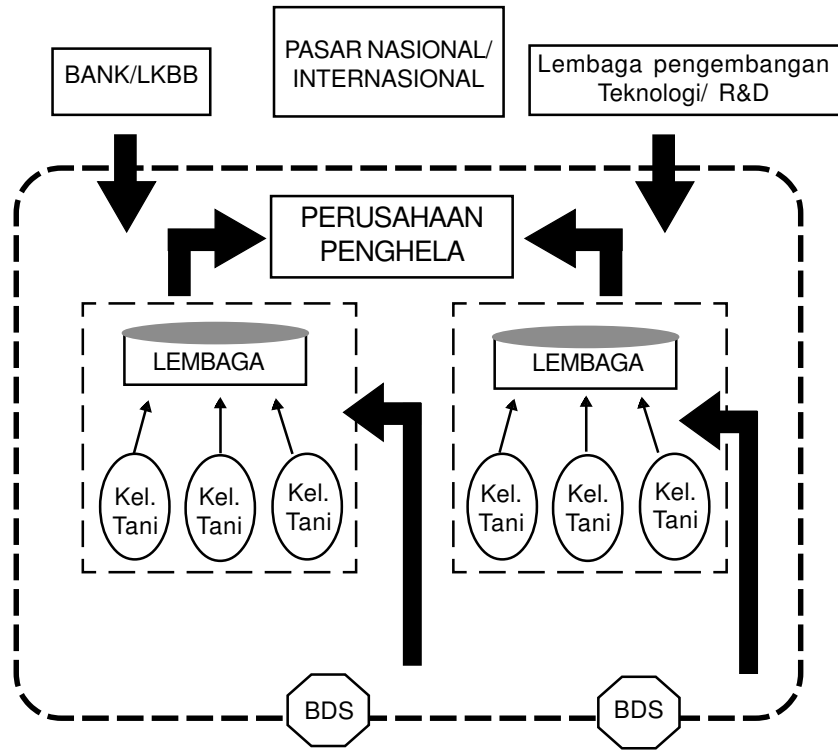 BANK/LKBB
PASAR NASIONAL/
INTERNASIONAL
Lembaga pengembangan
Teknologi/ R&D
PERUSAHAAN
PENGHELA
LEMBAGA
Kel.
Tani
Kel.
Tani
Kel.
Tani
LEMBAGA
Kel.
Tani
Kel.
Tani
Kel.
Tani
BDS
BDS